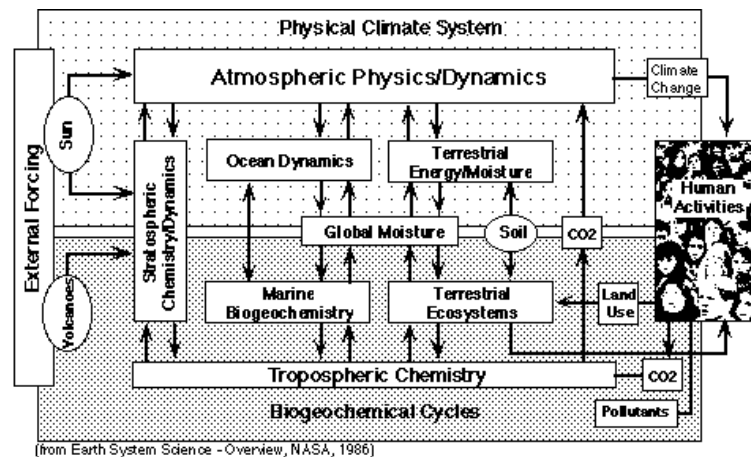 Physical Climate System
Atmospheric Physics/Dynamics
Climate
Change
External Forcing
Sun
Stratospheric
Chemistry/Dynamics
Ocean Dynamics
Terrestrial
Energy/Moisture
Human
Activities
Global Moisture
Soil
CO2
Volcanoes
Marine
Biogeochemistry
Terrestrial
Ecosystems
Land
Use
Tropospheric Chemistry
CO2
Biogeochemical Cycles
Pollutants
(from Earth System Science - Overview, NASA, 1986)